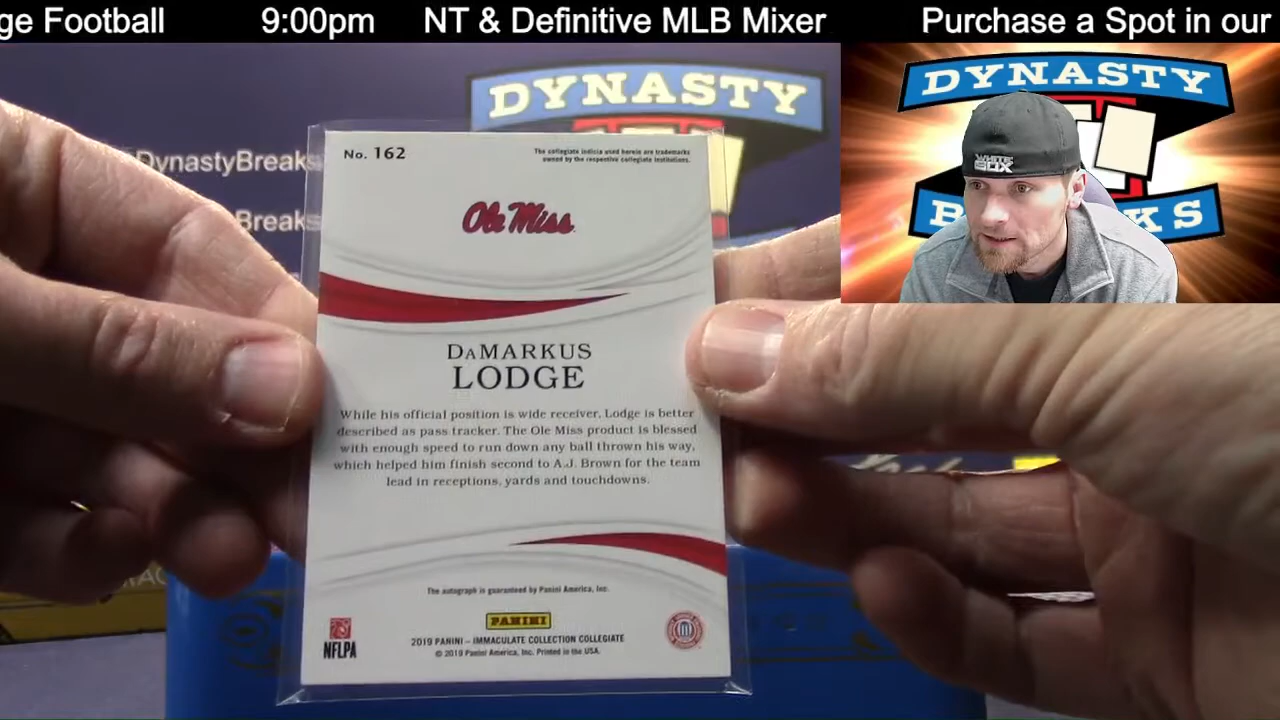 ge Football 9:00pm NT & Definitive MLB Mixer Purchase a Spot in our
DYNASTY
DYNASTY
WHITE
SOX
DynastyBreaks
Breaks
No. 162
The collegiate indicia used herein are trademarks
owned by the respective collegiate institutions.
Ole Miss
DaMARKUS
LODGE
While his official position is wide receiver, Lodge is better
described as pass tracker. The Ole Miss product is blessed
with enough speed to run down any ball thrown his way,
which helped him finish second to A.J. Brown for the team
lead in receptions, yards and touchdowns.
The autograph is guaranteed by Panini America, Inc.
PANINI
NFLPA
2019 PANINI – IMMACULATE COLLECTION COLLEGIATE
© 2019 Panini America, Inc. Printed in the USA.